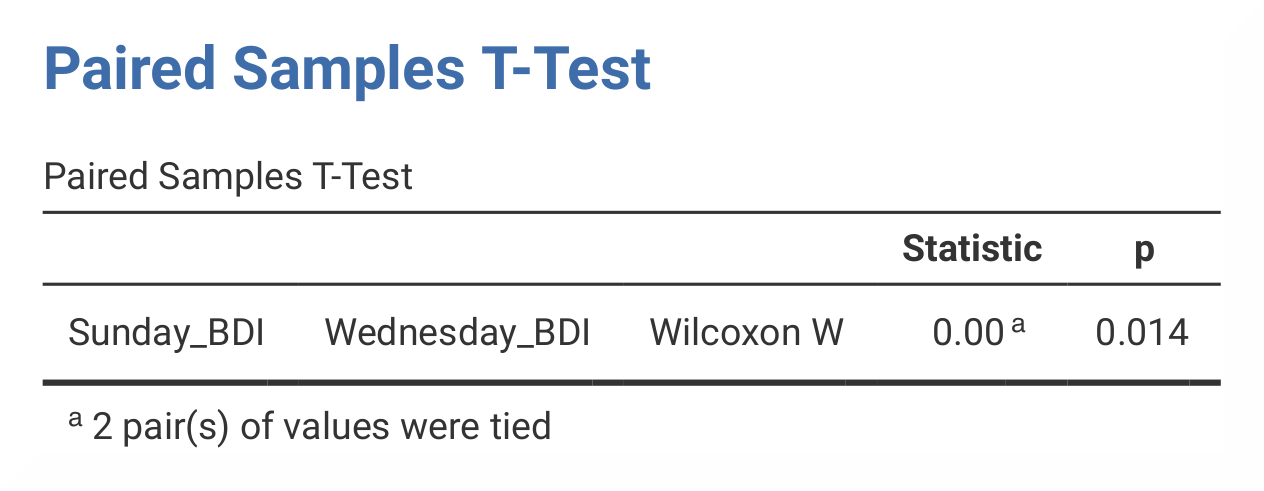 Paired Samples T-Test
Paired Samples T-Test
Statistic p
Sunday_BDI Wednesday_BDI Wilcoxon W 0.00 ᵃ 0.014
ᵃ 2 pair(s) of values were tied